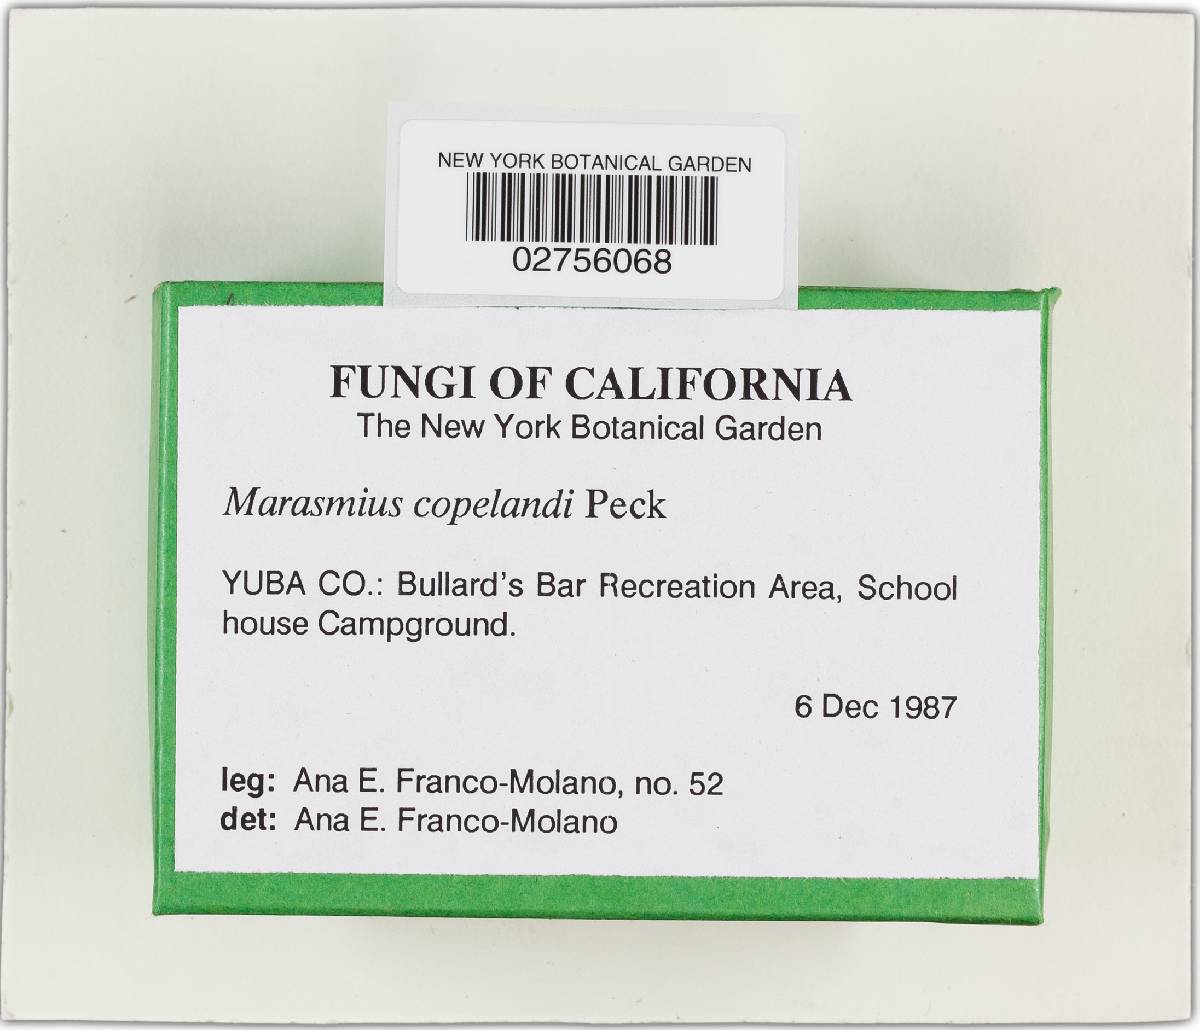 NEW YORK BOTANICAL GARDEN
02756068
FUNGI OF CALIFORNIA
The New York Botanical Garden
Marasmius copelandi Peck
YUBA CO.: Bullard's Bar Recreation Area, School
house Campground.
6 Dec 1987
leg: Ana E. Franco-Molano, no. 52
det: Ana E. Franco-Molano